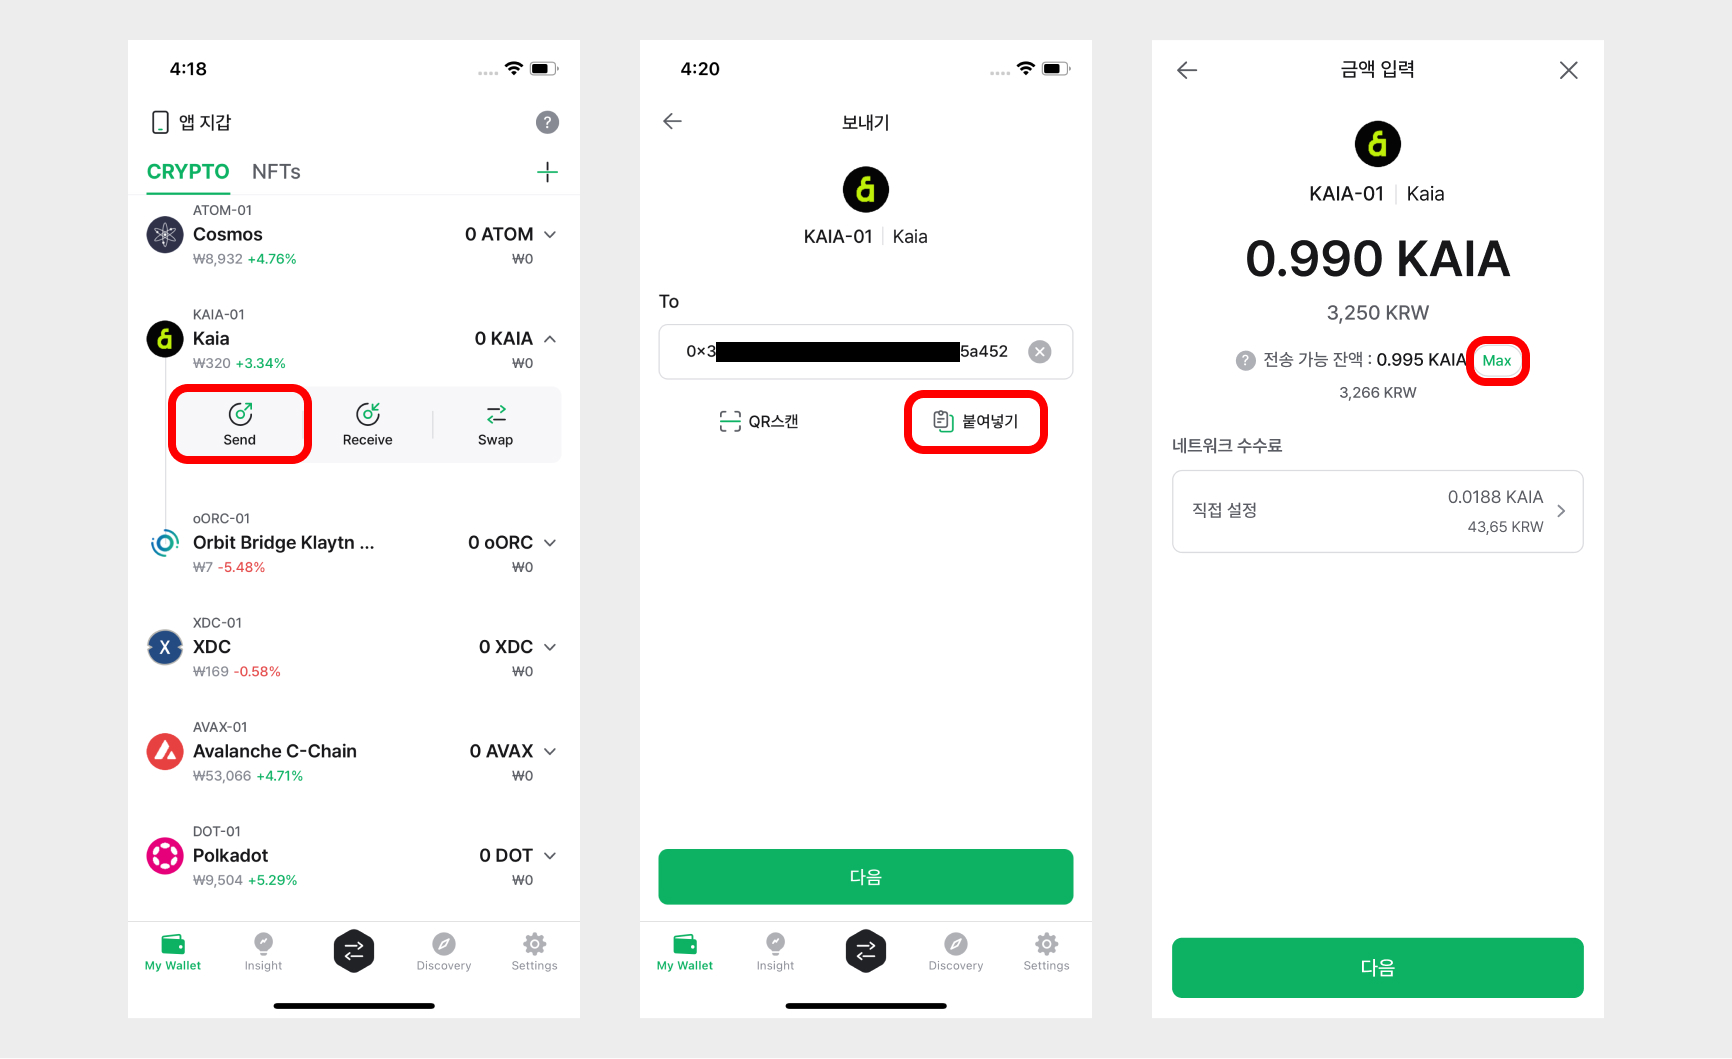 4:18
앱 지갑
?
CRYPTO NFTs
ATOM-01
Cosmos 0 ATOM
₩8,932 +4.76% ₩0
KAIA-01
Kaia 0 KAIA
₩320 +3.34% ₩0
Send Receive Swap
oORC-01
Orbit Bridge Klaytn ... 0 oORC
₩7 -5.48% ₩0
XDC-01
X
XDC 0 XDC
₩169 -0.58% ₩0
AVAX-01
Avalanche C-Chain 0 AVAX
₩53,066 +4.71% ₩0
DOT-01
Polkadot 0 DOT
₩9,504 +5.29% ₩0
My Wallet Insight Discovery Settings
4:20
보내기
KAIA-01 Kaia
To
0x3 5a452
QR스캔 붙여넣기
다음
My Wallet Insight Discovery Settings
금액 입력
KAIA-01 Kaia
0.990 KAIA
3,250 KRW
? 전송 가능 잔액 : 0.995 KAIA Max
3,266 KRW
네트워크 수수료
직접 설정 0.0188 KAIA
43,65 KRW
다음